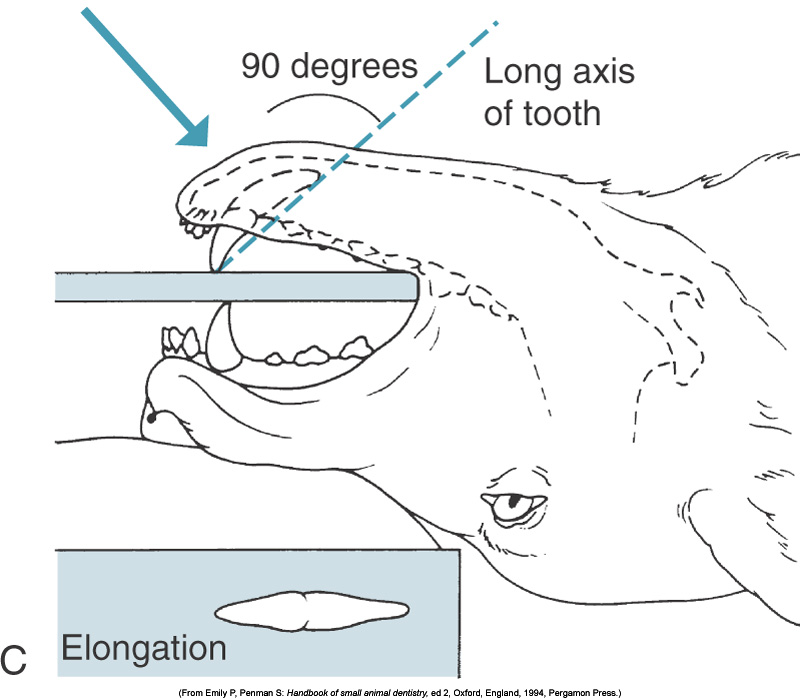 90 degrees
Long axis
of tooth
Elongation
C
(From Emily P, Penman S: Handbook of small animal dentistry, ed 2, Oxford, England, 1994, Pergamon Press.)